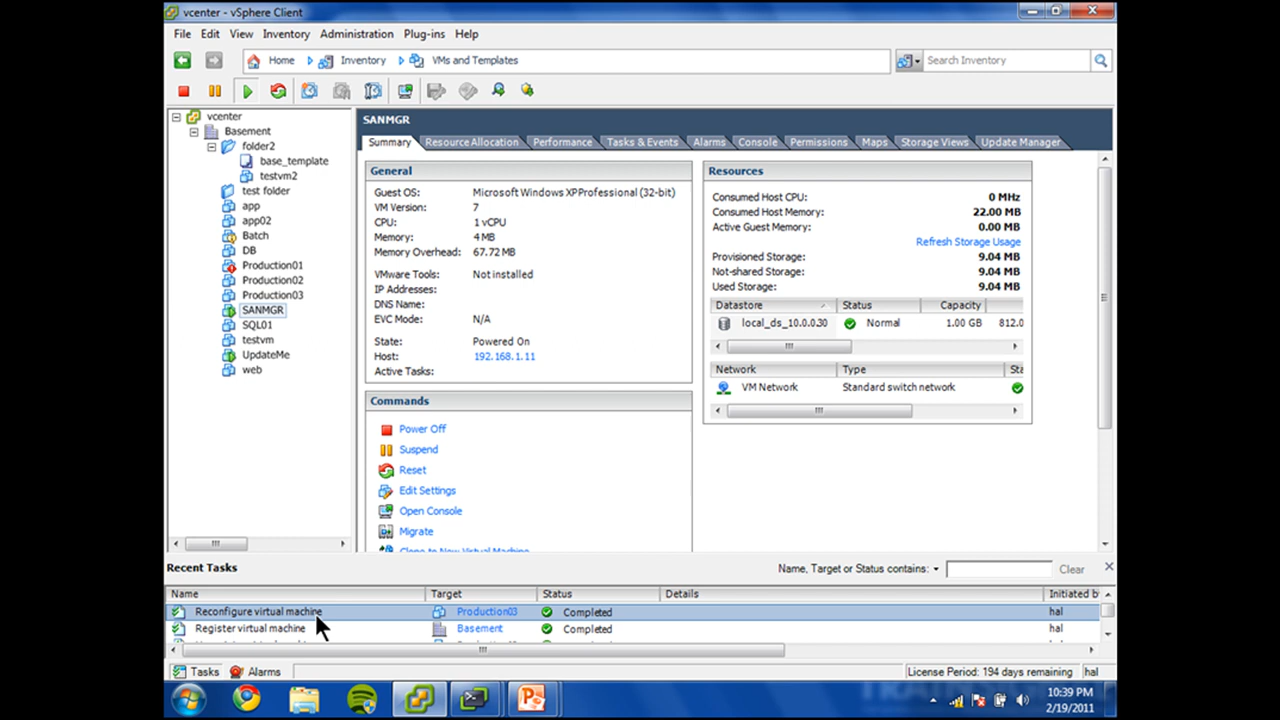 vcenter - vSphere Client
File Edit View Inventory Administration Plug-ins Help
Home Inventory VMs and Templates Search Inventory
vcenter
Basement
folder2
base_template
testvm2
test folder
app
app02
Batch
DB
Production01
Production02
Production03
SANMGR
SQL01
testvm
UpdateMe
web
SANMGR
Summary Resource Allocation Performance Tasks & Events Alarms Console Permissions Maps Storage Views Update Manager
General
Guest OS: Microsoft Windows XP Professional (32-bit)
VM Version: 7
CPU: 1 vCPU
Memory: 4 MB
Memory Overhead: 67.72 MB
VMware Tools: Not installed
IP Addresses:
DNS Name:
EVC Mode: N/A
State: Powered On
Host: 192.168.1.11
Active Tasks:
Commands
Power Off
Suspend
Reset
Edit Settings
Open Console
Migrate
Clone to New Virtual Machine
Resources
Consumed Host CPU: 0 MHz
Consumed Host Memory: 22.00 MB
Active Guest Memory: 0.00 MB
Refresh Storage Usage
Provisioned Storage: 9.04 MB
Not-shared Storage: 9.04 MB
Used Storage: 9.04 MB
Datastore Status Capacity
local_ds_10.0.0.30 Normal 1.00 GB 812.0
Network Type Sta
VM Network Standard switch network
Recent Tasks Name, Target or Status contains: Clear
Name Target Status Details Initiated by
Reconfigure virtual machine Production03 Completed hal
Register virtual machine Basement Completed hal
Tasks Alarms License Period: 194 days remaining hal
10:39 PM
2/19/2011